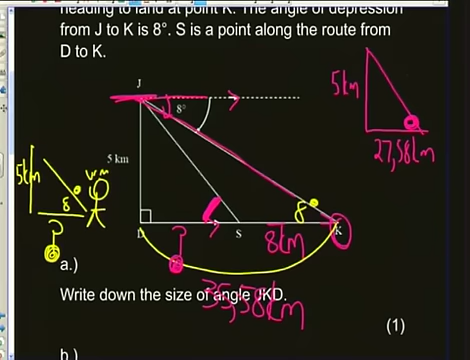 heading to land at point K. The angle of depression
from J to K is 8°. S is a point along the route from
D to K.
J
8°
5 km
5km
27,58km
5km
8
?
8
D
?
S
8km
K
a.)
35,58km
Write down the size of angle JKD.
(1)
b.)